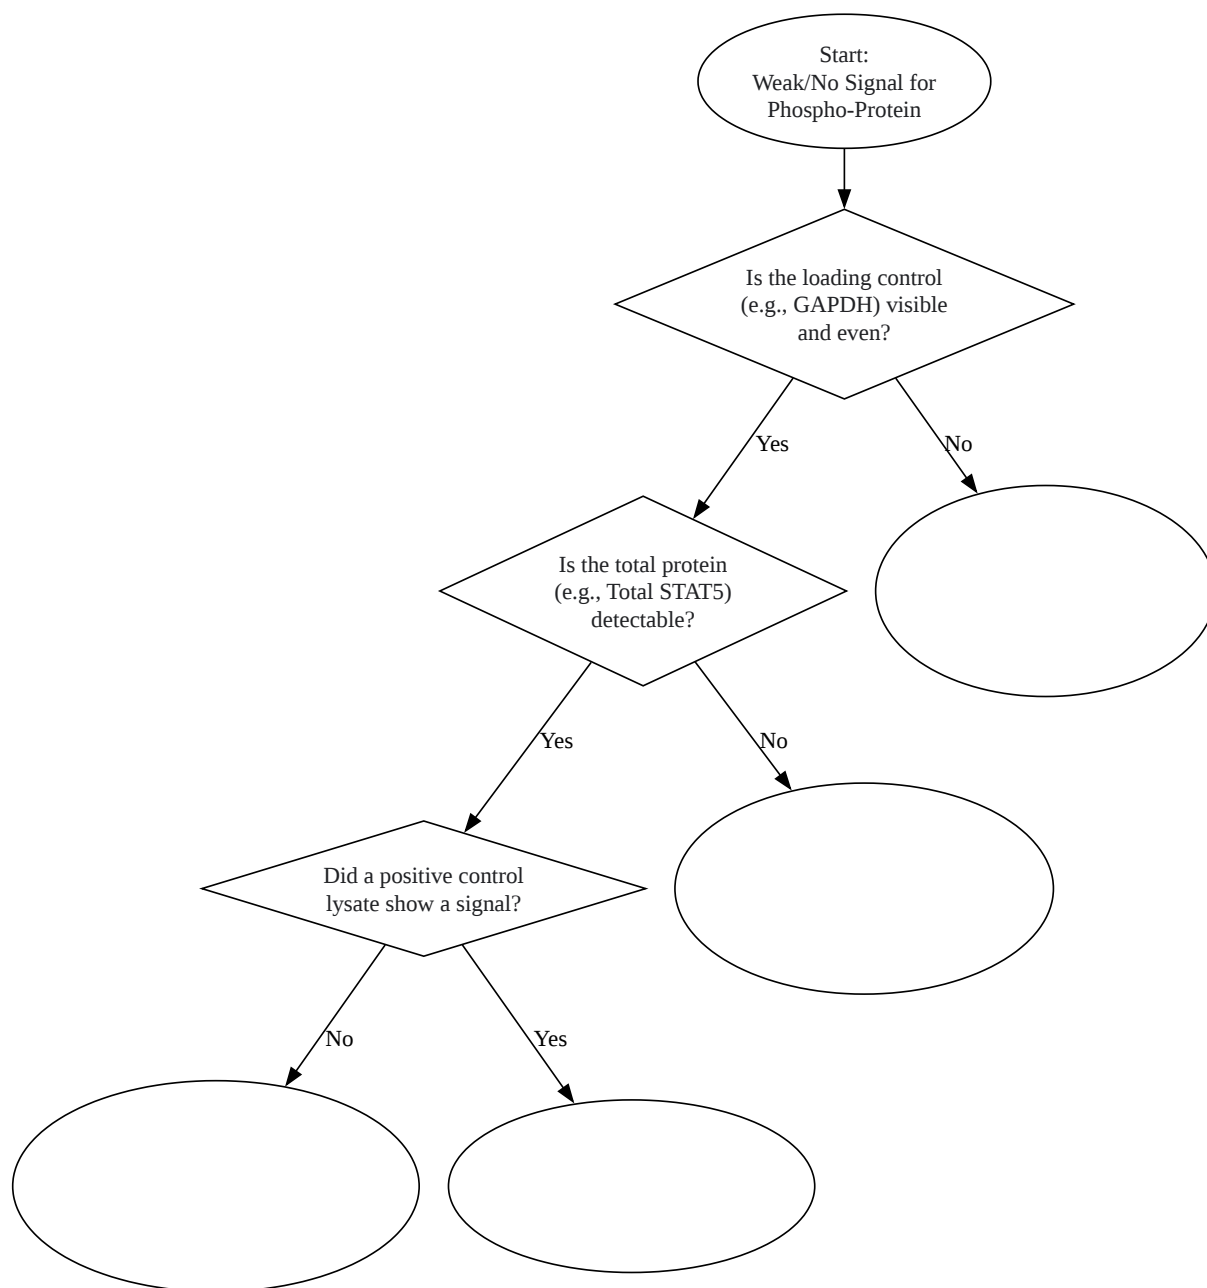 Start:
Weak/No Signal for
Phospho-Protein
Is the loading control
(e.g., GAPDH) visible
and even?
Yes
No
Is the total protein
(e.g., Total STAT5)
detectable?
Yes
No
Did a positive control
lysate show a signal?
No
Yes